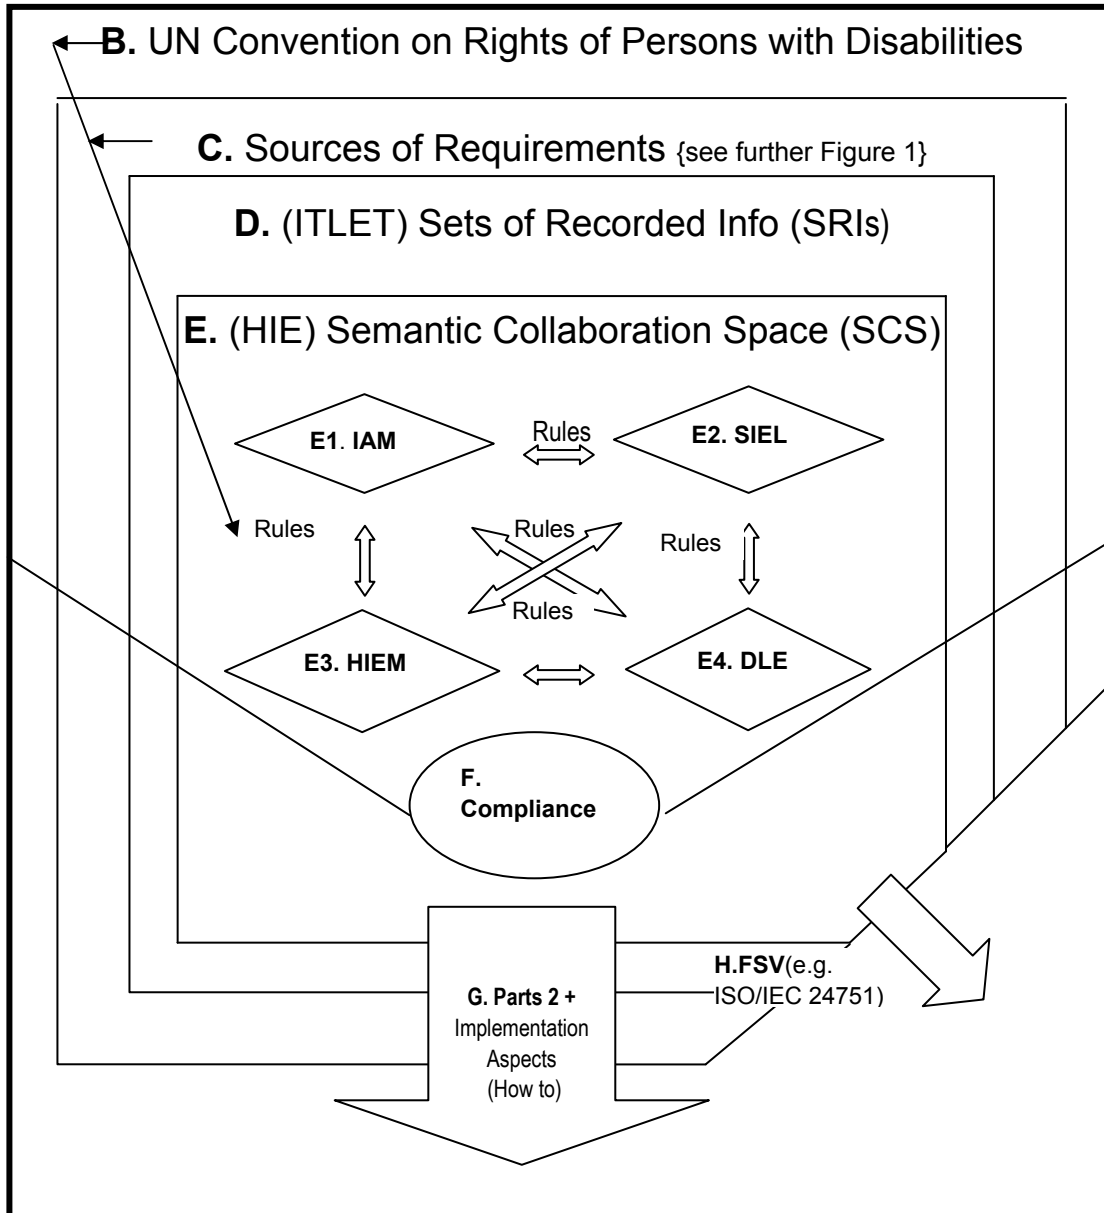 B. UN Convention on Rights of Persons with Disabilities
C. Sources of Requirements {see further Figure 1}
D. (ITLET) Sets of Recorded Info (SRIs)
E. (HIE) Semantic Collaboration Space (SCS)
E1. IAM
Rules
E2. SIEL
Rules
Rules
Rules
Rules
E3. HIEM
E4. DLE
F.
Compliance
H.FSV(e.g.
ISO/IEC 24751)
G. Parts 2 +
Implementation
Aspects
(How to)